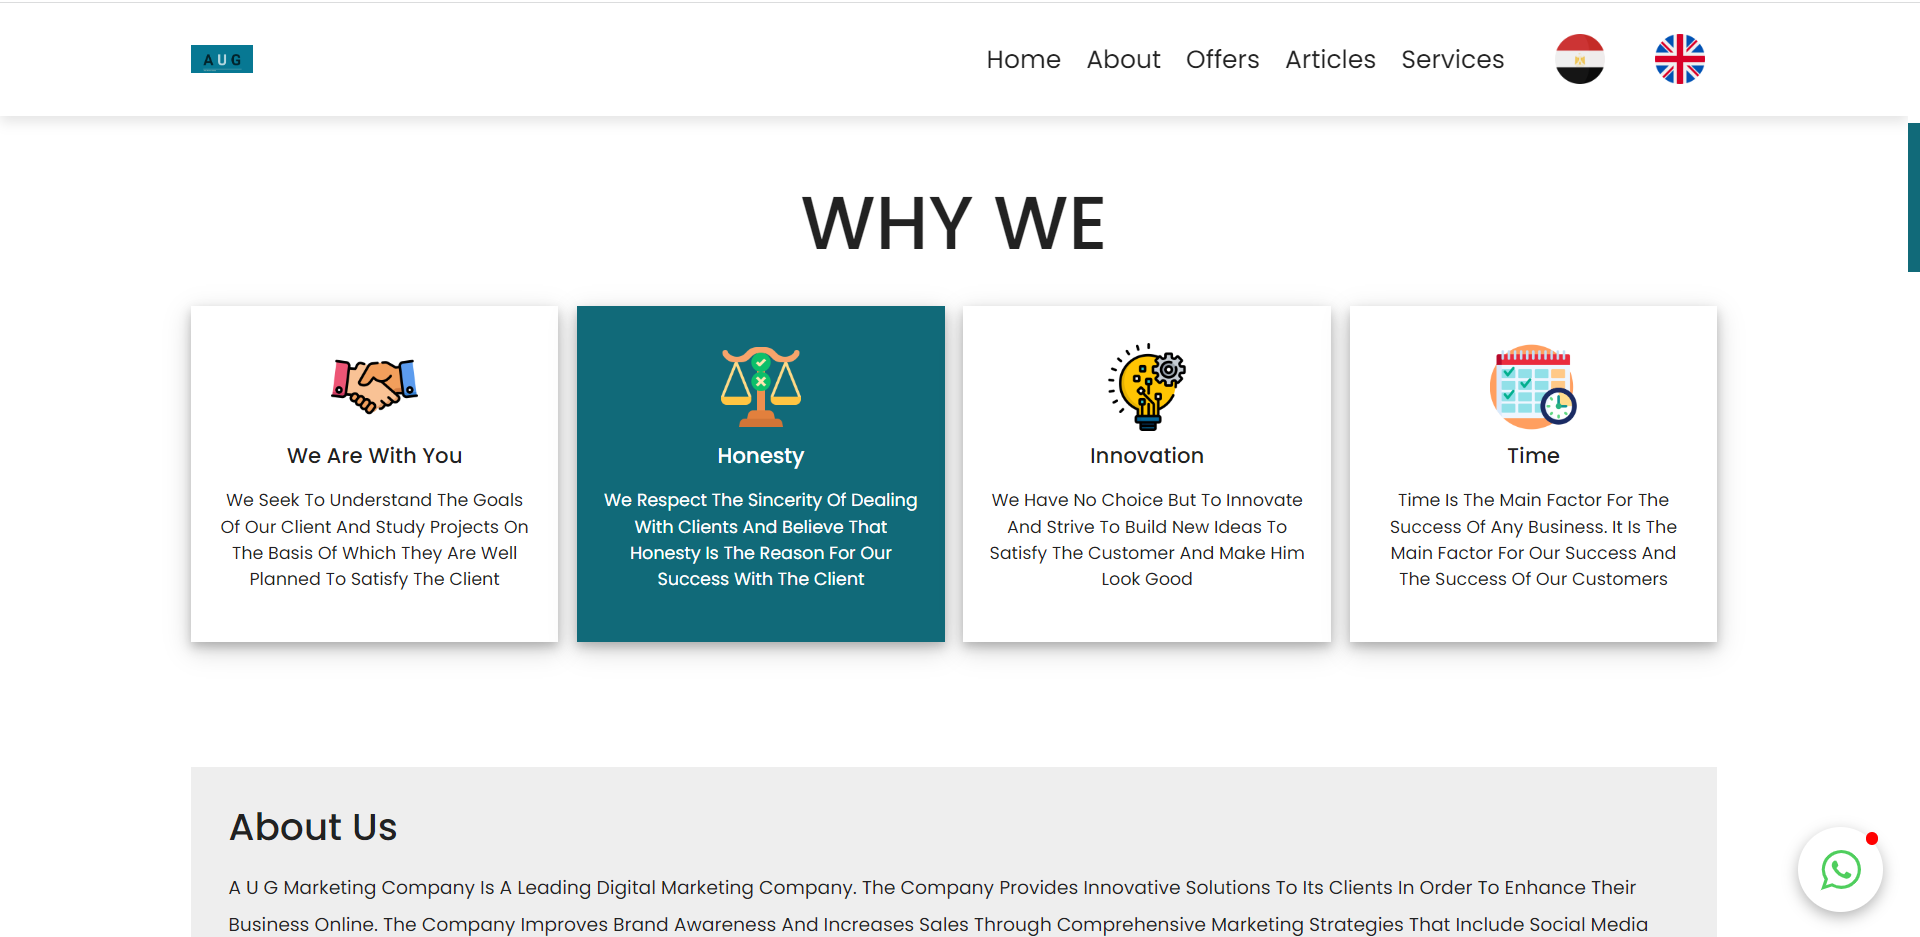 A U G
Home About Offers Articles Services
WHY WE
We Are With You
We Seek To Understand The Goals
Of Our Client And Study Projects On
The Basis Of Which They Are Well
Planned To Satisfy The Client
Honesty
We Respect The Sincerity Of Dealing
With Clients And Believe That
Honesty Is The Reason For Our
Success With The Client
Innovation
We Have No Choice But To Innovate
And Strive To Build New Ideas To
Satisfy The Customer And Make Him
Look Good
Time
Time Is The Main Factor For The
Success Of Any Business. It Is The
Main Factor For Our Success And
The Success Of Our Customers
About Us
A U G Marketing Company Is A Leading Digital Marketing Company. The Company Provides Innovative Solutions To Its Clients In Order To Enhance Their
Business Online. The Company Improves Brand Awareness And Increases Sales Through Comprehensive Marketing Strategies That Include Social Media